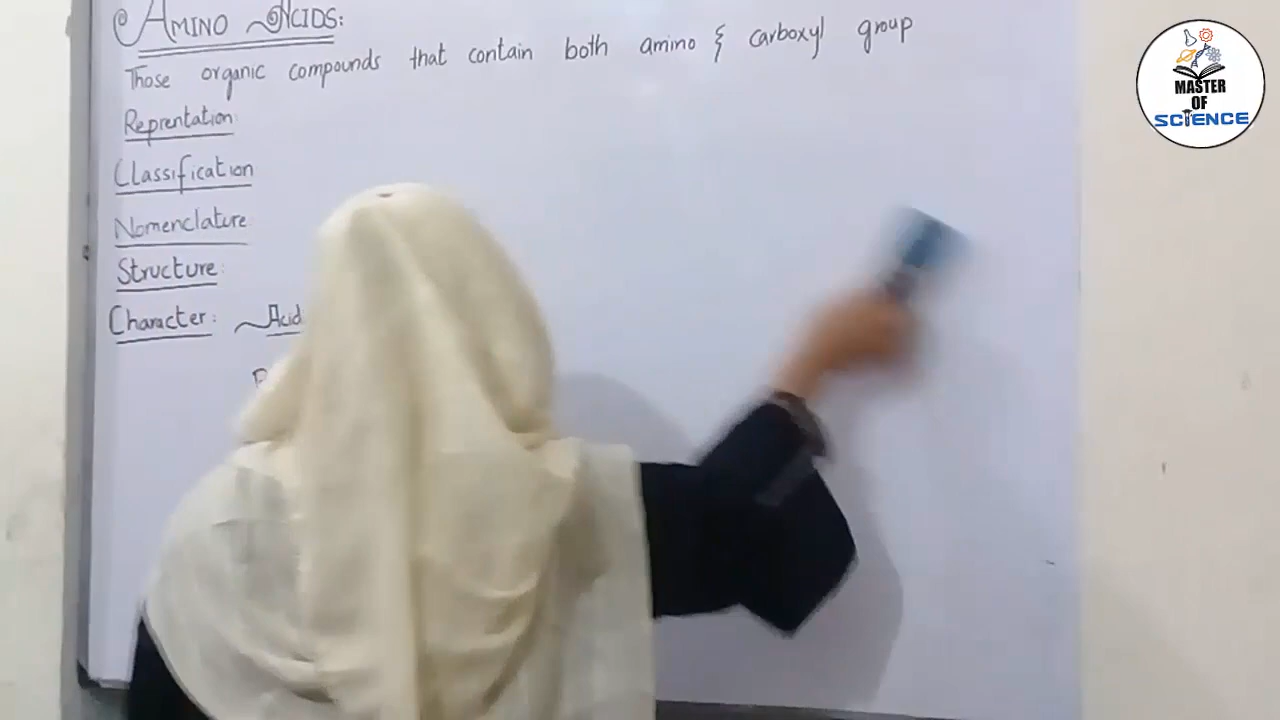 AMINO ACIDS:
Those organic compounds that contain both amino & carboxyl group
Reprentation
Classification
Nomenclature
Structure:
Character: Acid
MASTER
OF
SCIENCE